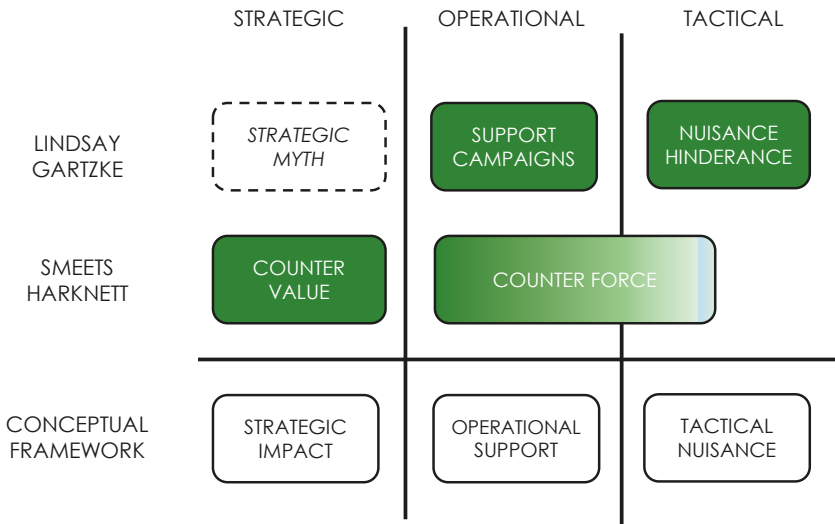 STRATEGIC
OPERATIONAL
TACTICAL
LINDSAY
GARTZKE
STRATEGIC
MYTH
SUPPORT
CAMPAIGNS
NUISANCE
HINDERANCE
SMEETS
HARKNETT
COUNTER
VALUE
COUNTER FORCE
CONCEPTUAL
FRAMEWORK
STRATEGIC
IMPACT
OPERATIONAL
SUPPORT
TACTICAL
NUISANCE